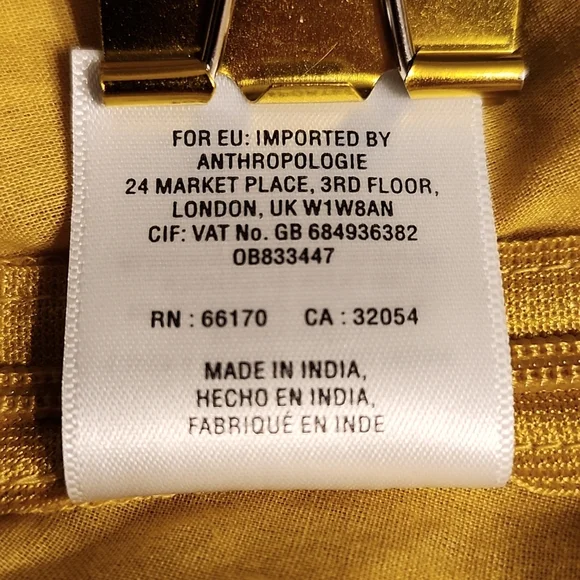 FOR EU: IMPORTED BY
ANTHROPOLOGIE
24 MARKET PLACE, 3RD FLOOR,
LONDON, UK W1W8AN
CIF: VAT No. GB 684936382
OB833447
RN : 66170 CA : 32054
MADE IN INDIA,
HECHO EN INDIA,
FABRIQUÉ EN INDE